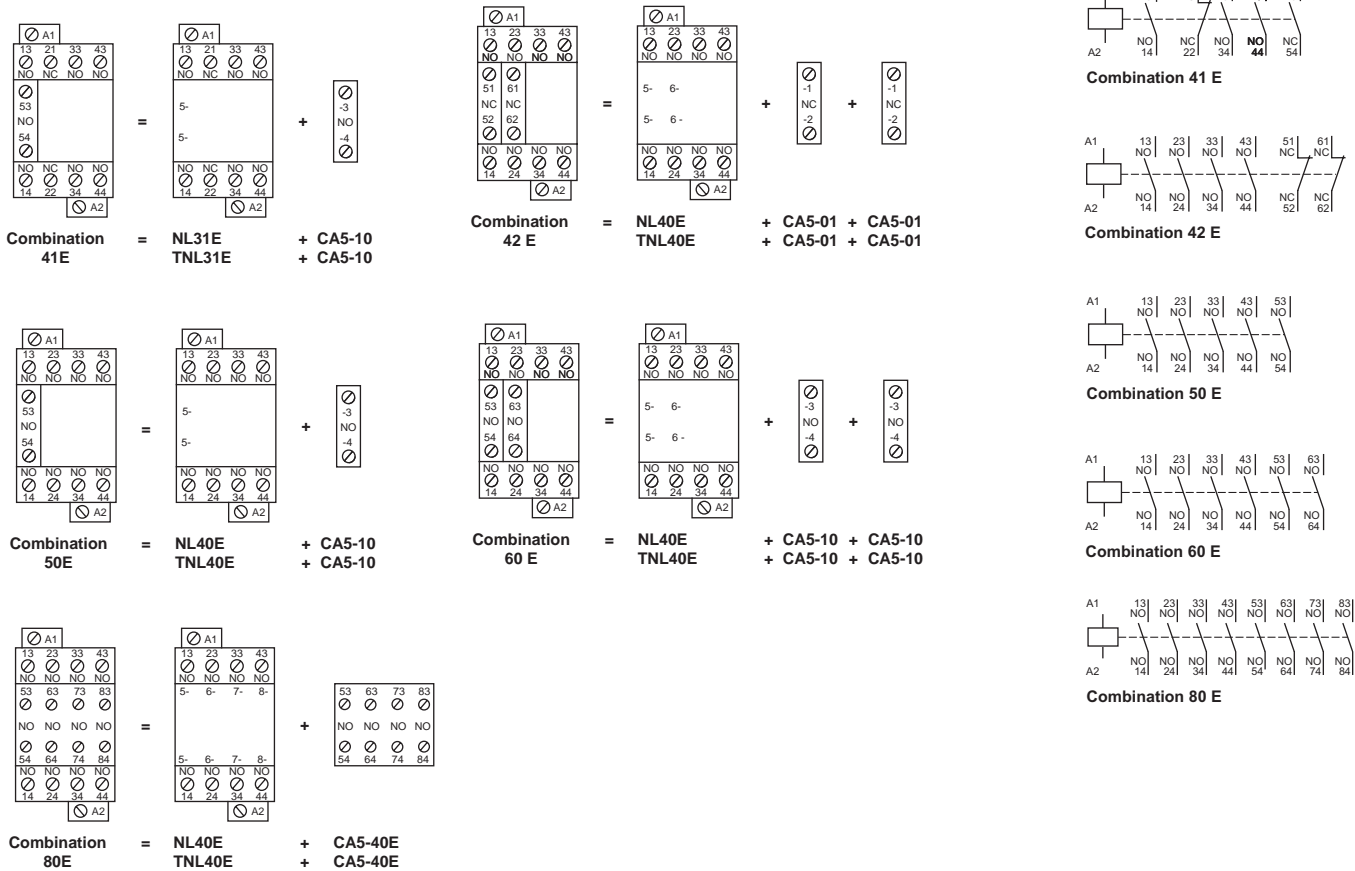 A1
13 21 33 43
NO NC NO NO
53
NO
54
NO NC NO NO
14 22 34 44
A2
=
A1
13 21 33 43
NO NC NO NO
5-
5-
NO NC NO NO
14 22 34 44
A2
+
-3
NO
-4
Combination = NL31E + CA5-10
41E TNL31E + CA5-10
A1
13 23 33 43
NO NO NO NO
51 61
NC NC
52 62
NO NO NO NO
14 24 34 44
A2
=
A1
13 23 33 43
NO NO NO NO
5- 6-
5- 6 -
NO NO NO NO
14 24 34 44
A2
+
-1
NC
-2
+
-1
NC
-2
Combination = NL40E + CA5-01 + CA5-01
42 E TNL40E + CA5-01 + CA5-01
A1
13 23 33 43
NO NO NO NO
53
NO
54
NO NO NO NO
14 24 34 44
A2
=
A1
13 23 33 43
NO NO NO NO
5-
5-
NO NO NO NO
14 24 34 44
A2
+
-3
NO
-4
Combination = NL40E + CA5-10
50E TNL40E + CA5-10
A1
13 23 33 43
NO NO NO NO
53 63
NO NO
54 64
NO NO NO NO
14 24 34 44
A2
=
A1
13 23 33 43
NO NO NO NO
5- 6-
5- 6 -
NO NO NO NO
14 24 34 44
A2
+
-3
NO
-4
+
-3
NO
-4
Combination = NL40E + CA5-10 + CA5-10
60 E TNL40E + CA5-10 + CA5-10
A1
13 23 33 43
NO NO NO NO
53 63 73 83
NO NO NO NO
54 64 74 84
NO NO NO NO
14 24 34 44
A2
=
A1
13 23 33 43
NO NO NO NO
5- 6- 7- 8-
5- 6- 7- 8-
NO NO NO NO
14 24 34 44
A2
+
53 63 73 83
NO NO NO NO
54 64 74 84
Combination = NL40E + CA5-40E
80E TNL40E + CA5-40E
NO NC NO NO NC
A2 14 22 34 44 54
Combination 41 E
A1 13 23 33 43 51 61
NO NO NO NO NC NC
NO NO NO NO NC NC
A2 14 24 34 44 52 62
Combination 42 E
A1 13 23 33 43 53
NO NO NO NO NO
NO NO NO NO NO
A2 14 24 34 44 54
Combination 50 E
A1 13 23 33 43 53 63
NO NO NO NO NO NO
NO NO NO NO NO NO
A2 14 24 34 44 54 64
Combination 60 E
A1 13 23 33 43 53 63 73 83
NO NO NO NO NO NO NO NO
NO NO NO NO NO NO NO NO
A2 14 24 34 44 54 64 74 84
Combination 80 E